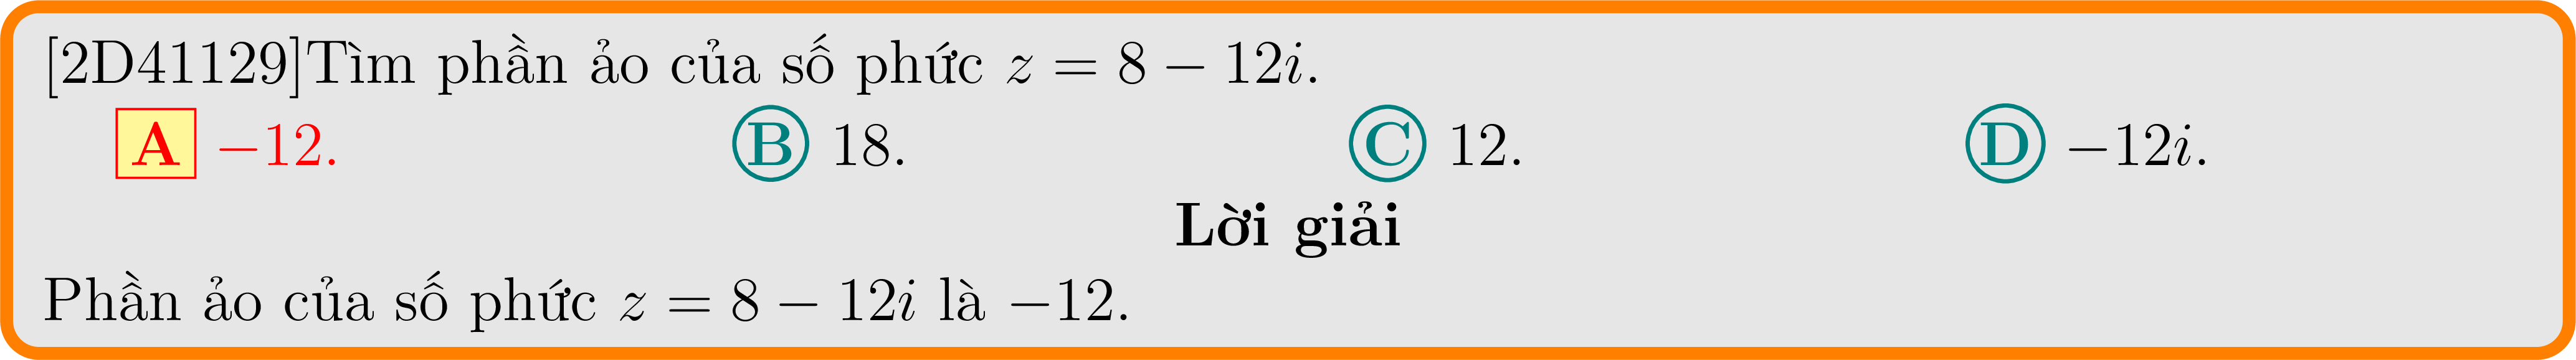 [2D41129]Tìm phần ảo của số phức z = 8 − 12i.
A −12. B 18. C 12. D −12i.
Lời giải
Phần ảo của số phức z = 8 − 12i là −12.